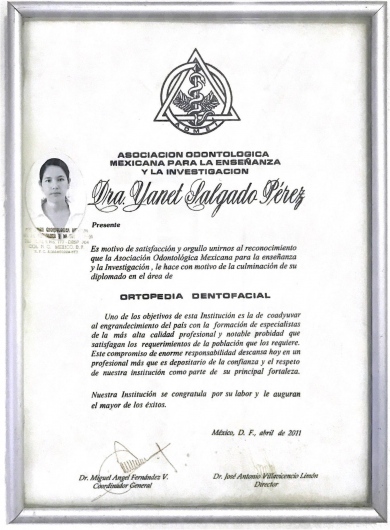 A D M E I
ASOCIACION ODONTOLOGICA
MEXICANA PARA LA ENSEÑANZA
Y LA INVESTIGACION
Dra. Yanet Salgado Pérez
Presente
Es motivo de satisfacción y orgullo unirnos al reconocimiento
que la Asociación Odontológica Mexicana para la enseñanza
y la Investigación , le hace con motivo de la culminación de su
diplomado en el área de
ORTOPEDIA DENTOFACIAL
Uno de los objetivos de esta Institución es la de coadyuvar
al engrandecimiento del país con la formación de especialistas
de la más alta calidad profesional y notable probidad que
satisfagan los requerimientos de la población que los requiere.
Este compromiso de enorme responsabilidad descansa hoy en un
profesional más que es depositario de la confianza y el respeto
de nuestra institución como parte de su principal fortaleza.
Nuestra Institución se congratula por su labor y le auguran
el mayor de los éxitos.
México, D. F., abril de 2011
Dr. Miguel Angel Fernández V.
Coordinador General
Dr. José Antonio Villavicencio Limón
Director